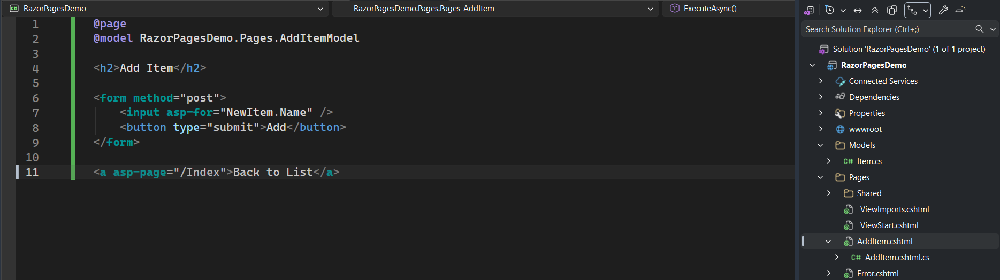 RazorPagesDemo
RazorPagesDemo.Pages.Pages_AddItem
ExecuteAsync()
1 @page
2 @model RazorPagesDemo.Pages.AddItemModel
3
4 <h2>Add Item</h2>
5
6 <form method="post">
7 <input asp-for="NewItem.Name" />
8 <button type="submit">Add</button>
9 </form>
10
11 <a asp-page="/Index">Back to List</a>
Search Solution Explorer (Ctrl+;)
Solution 'RazorPagesDemo' (1 of 1 project)
RazorPagesDemo
Connected Services
Dependencies
Properties
wwwroot
Models
C# Item.cs
Pages
Shared
_ViewImports.cshtml
_ViewStart.cshtml
AddItem.cshtml
C# AddItem.cshtml.cs
Error.cshtml